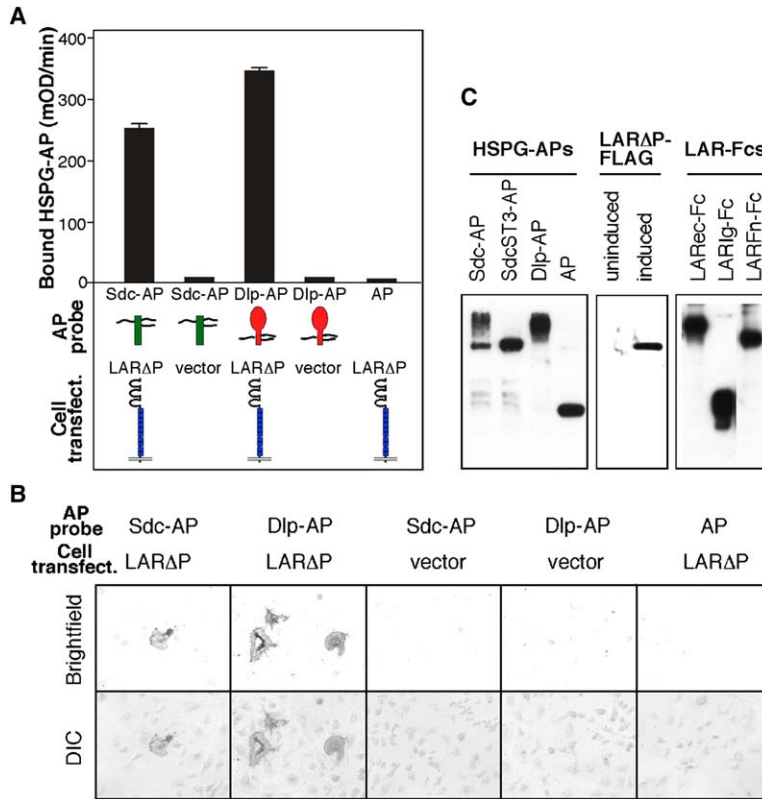 A
Bound HSPG-AP (mOD/min)
400
300
200
100
0
Sdc-AP Sdc-AP Dlp-AP Dlp-AP AP
AP probe
LARΔP vector LARΔP vector LARΔP
Cell transfect.
C
HSPG-APs
LARΔP-FLAG
LAR-Fcs
Sdc-AP
SdcST3-AP
Dlp-AP
AP
uninduced
induced
LARec-Fc
LARIg-Fc
LARFn-Fc
B
AP probe Sdc-AP Dlp-AP Sdc-AP Dlp-AP AP
Cell transfect. LARΔP LARΔP vector vector LARΔP
Brightfield
DIC